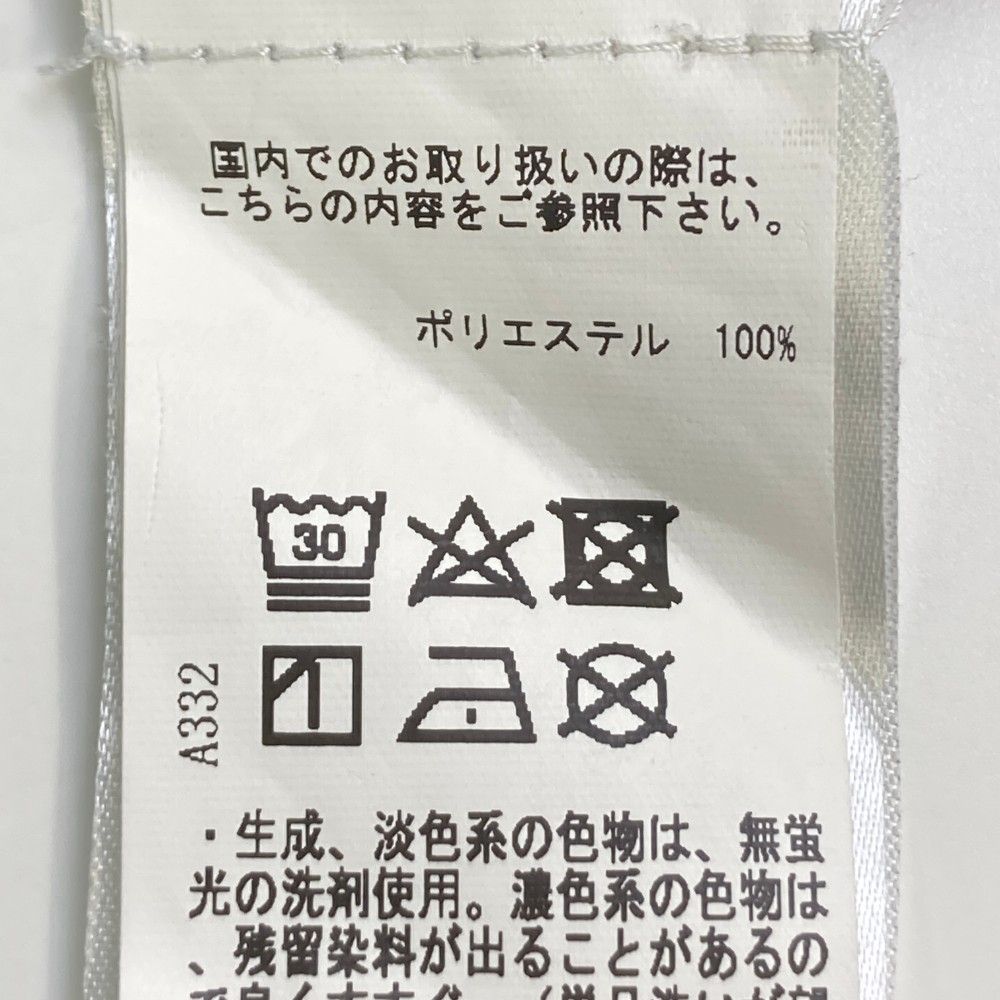 国内でのお取り扱いの際は、
こちらの内容をご参照下さい。
ポリエステル 100%
30
A332
・生成、淡色系の色物は、無蛍
光の洗剤使用。濃色系の色物は
、残留染料が出ることがあるの